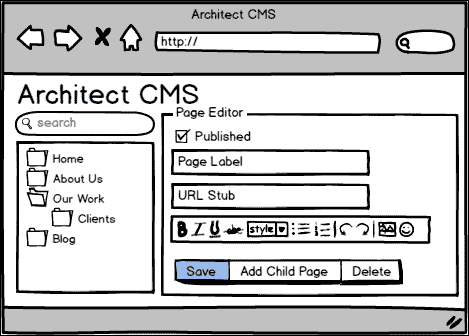 Architect CMS
http://
Architect CMS
search
Home
About Us
Our Work
Clients
Blog
Page Editor
Published
Page Label
URL Stub
B I U abc style
Save Add Child Page Delete